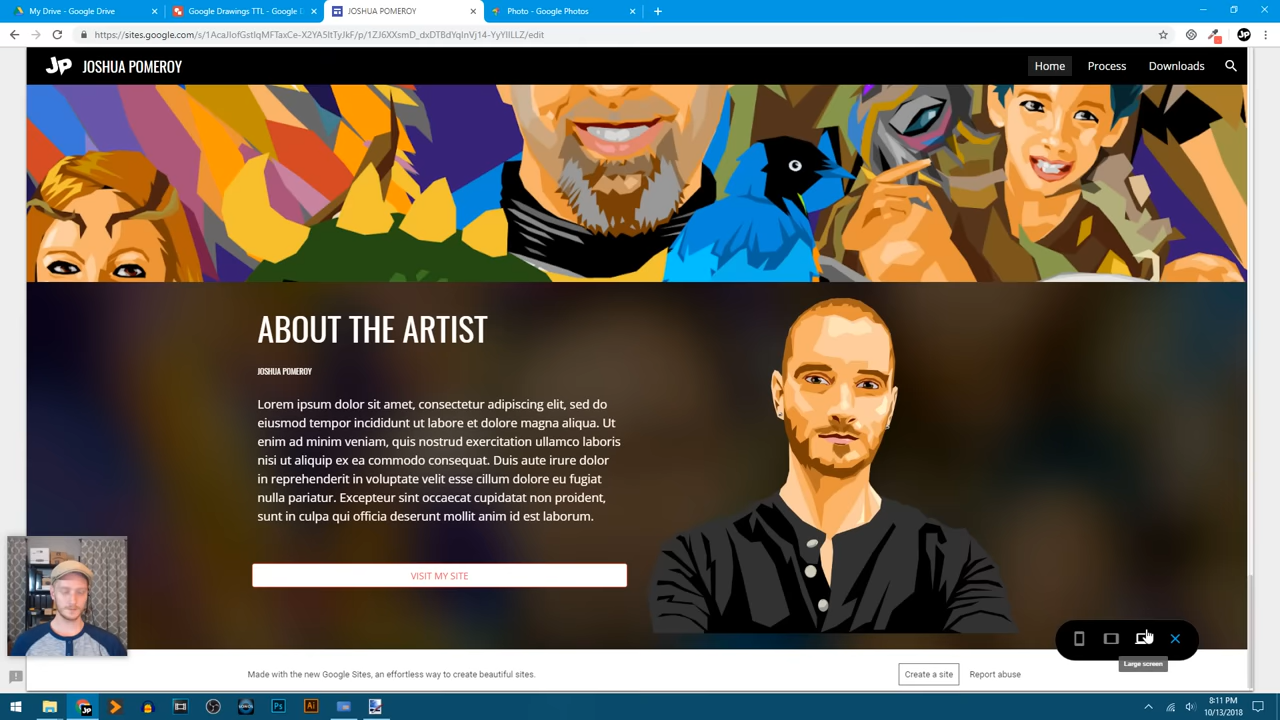 My Drive - Google Drive
Google Drawings TTL - Google D
JOSHUA POMEROY
Photo - Google Photos
https://sites.google.com/s/1AcaJIofGstIqMFTaxCe-X2YA5ltTyJkF/p/1ZJ6XXsmD_dxDTBdYqinVj14-YyYIlLLZ/edit
JP JOSHUA POMEROY
Home Process Downloads
ABOUT THE ARTIST
JOSHUA POMEROY
Lorem ipsum dolor sit amet, consectetur adipiscing elit, sed do
eiusmod tempor incididunt ut labore et dolore magna aliqua. Ut
enim ad minim veniam, quis nostrud exercitation ullamco laboris
nisi ut aliquip ex ea commodo consequat. Duis aute irure dolor
in reprehenderit in voluptate velit esse cillum dolore eu fugiat
nulla pariatur. Excepteur sint occaecat cupidatat non proident,
sunt in culpa qui officia deserunt mollit anim id est laborum.
VISIT MY SITE
Large screen
Made with the new Google Sites, an effortless way to create beautiful sites.
Create a site
Report abuse
SONOS
Ps
Ai
8:11 PM
10/13/2018